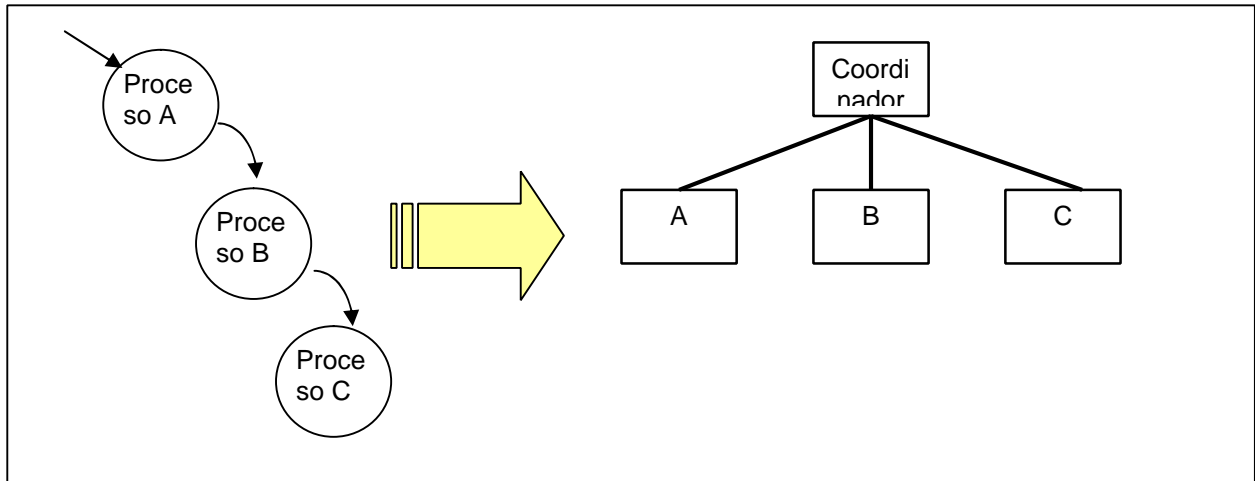 Proce
so A
Proce
so B
Proce
so C
Coordi
nador
A
B
C